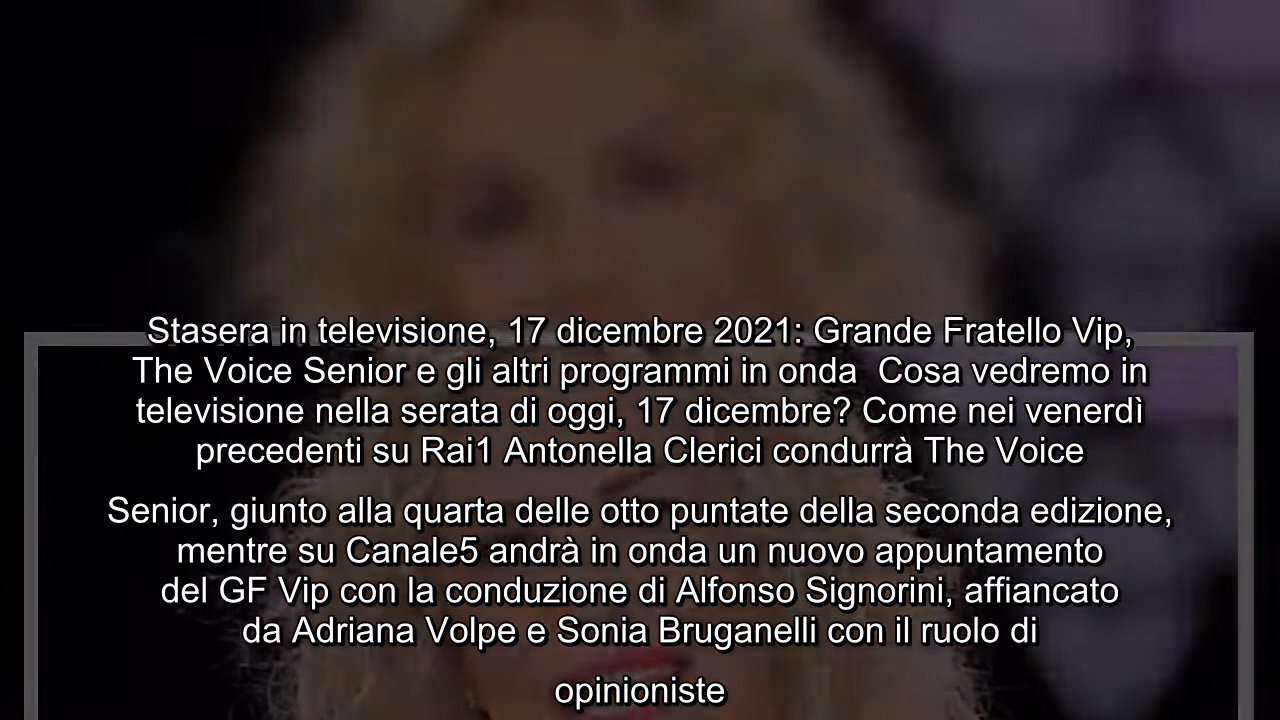 Stasera in televisione, 17 dicembre 2021: Grande Fratello Vip,
The Voice Senior e gli altri programmi in onda  Cosa vedremo in
televisione nella serata di oggi, 17 dicembre? Come nei venerdì
precedenti su Rai1 Antonella Clerici condurrà The Voice
Senior, giunto alla quarta delle otto puntate della seconda edizione,
mentre su Canale5 andrà in onda un nuovo appuntamento
del GF Vip con la conduzione di Alfonso Signorini, affiancato
da Adriana Volpe e Sonia Bruganelli con il ruolo di
opinioniste